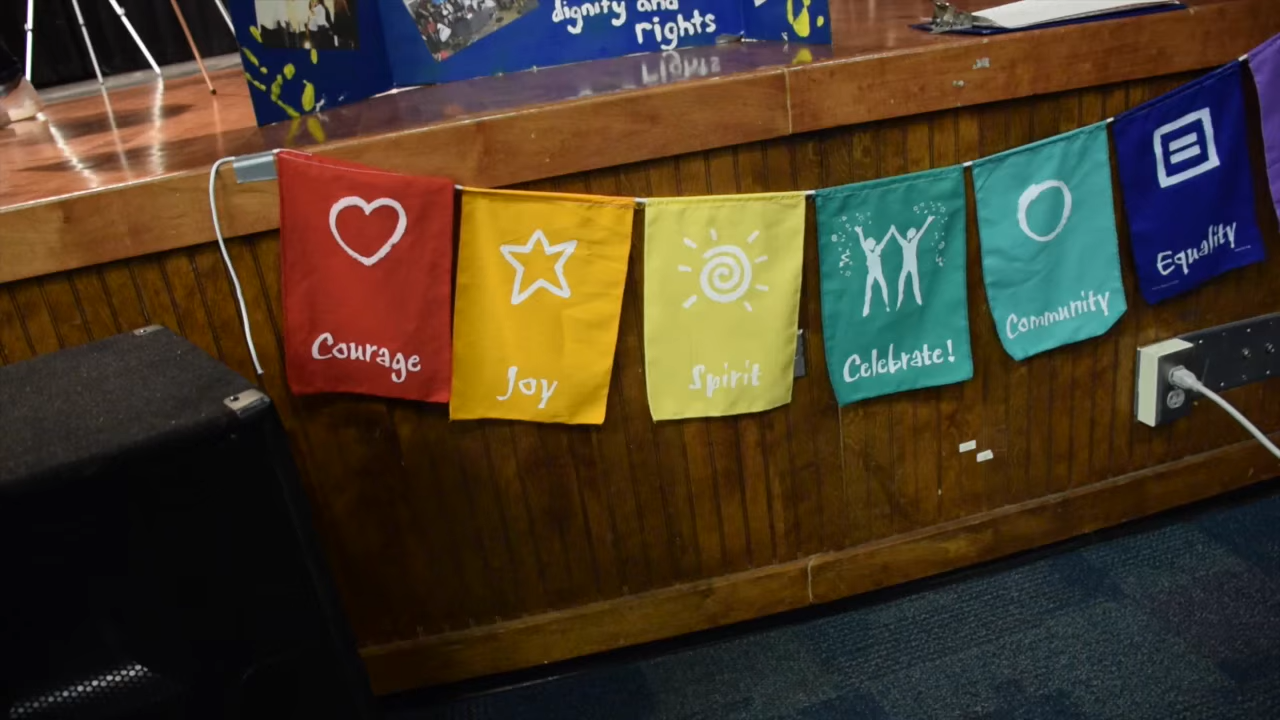 dignity and
rights
Courage
Joy
Spirit
Celebrate!
Community
Equality